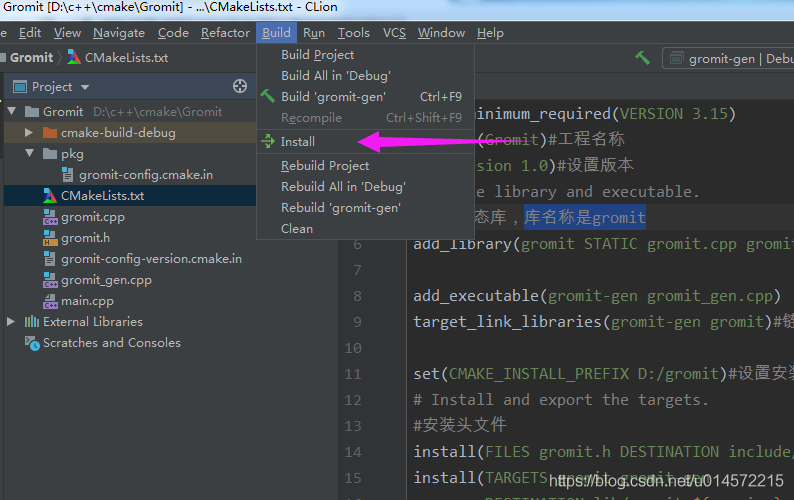 Gromit [D:\c++\cmake\Gromit] - ...\CMakeLists.txt - CLion
Edit View Navigate Code Refactor Build Run Tools VCS Window Help
Gromit CMakeLists.txt
gromit-gen | Debu
Project
Gromit D:\c++\cmake\Gromit
cmake-build-debug
pkg
gromit-config.cmake.in
CMakeLists.txt
gromit.cpp
gromit.h
gromit-config-version.cmake.in
gromit_gen.cpp
main.cpp
External Libraries
Scratches and Consoles
Build Project
Build All in 'Debug'
Build 'gromit-gen' Ctrl+F9
Recompile Ctrl+Shift+F9
Install
Rebuild Project
Rebuild All in 'Debug'
Rebuild 'gromit-gen'
Clean
minimum_required(VERSION 3.15)
(Gromit)#工程名称
sion 1.0)#设置版本
e library and executable.
态库，库名称是gromit
6 add_library(gromit STATIC gromit.cpp gromit
7
8 add_executable(gromit-gen gromit_gen.cpp)
9 target_link_libraries(gromit-gen gromit)#链
10
11 set(CMAKE_INSTALL_PREFIX D:/gromit)#设置安装
12 # Install and export the targets.
13 #安装头文件
14 install(FILES gromit.h DESTINATION include/
15 install(TARGETS gromit gromit-gen
https://blog.csdn.net/u014572215